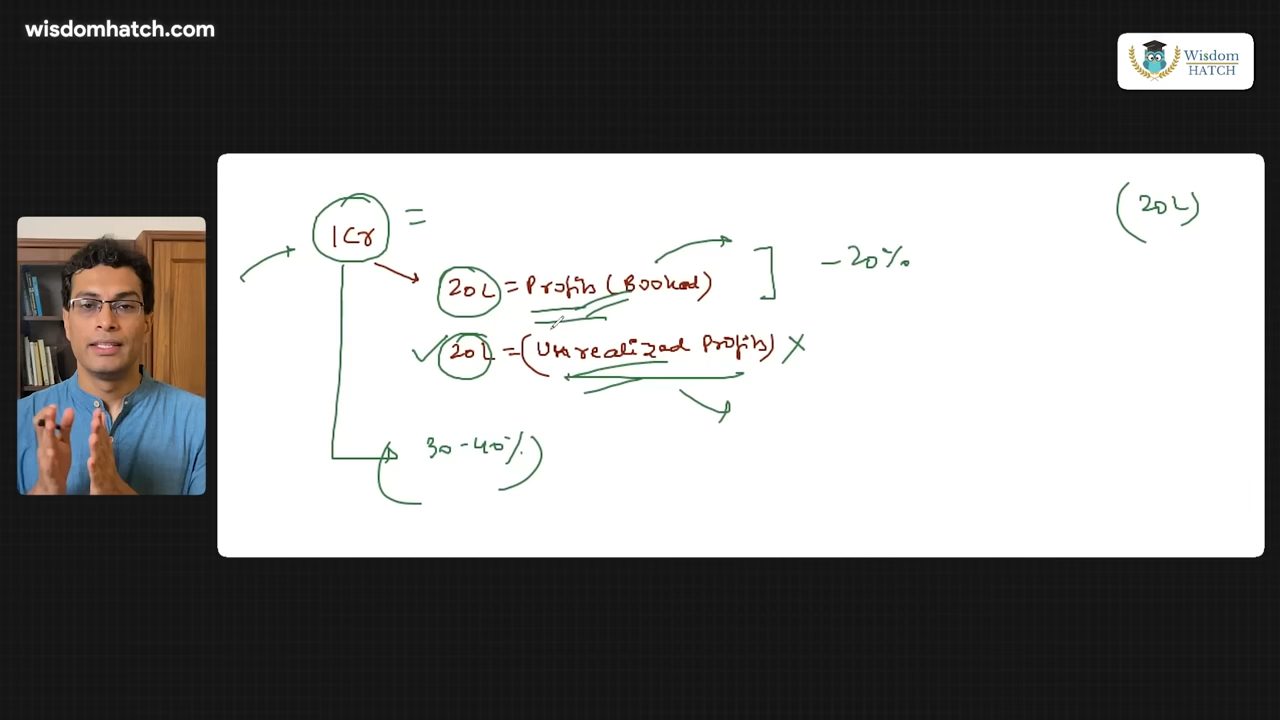 wisdomhatch.com
Wisdom
HATCH
1Cr =
(20L)
20L = Profits (Booked) ] -20%
✓ 20L = (Unrealized Profits) X
(30-40%)